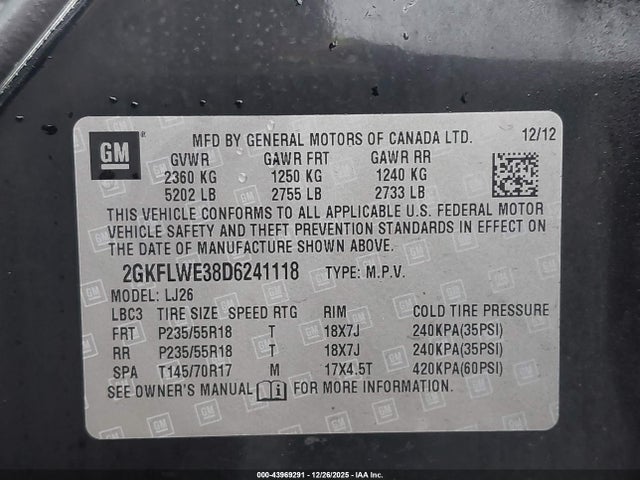 GM
MFD BY GENERAL MOTORS OF CANADA LTD. 12/12
GVWR GAWR FRT GAWR RR
2360 KG 1250 KG 1240 KG
5202 LB 2755 LB 2733 LB
THIS VEHICLE CONFORMS TO ALL APPLICABLE U.S. FEDERAL MOTOR
VEHICLE SAFETY AND THEFT PREVENTION STANDARDS IN EFFECT ON
THE DATE OF MANUFACTURE SHOWN ABOVE.
2GKFLWE38D6241118 TYPE: M.P.V.
MODEL: LJ26
LBC3 TIRE SIZE SPEED RTG RIM COLD TIRE PRESSURE
FRT P235/55R18 T 18X7J 240KPA(35PSI)
RR P235/55R18 T 18X7J 240KPA(35PSI)
SPA T145/70R17 M 17X4.5T 420KPA(60PSI)
SEE OWNER'S MANUAL FOR MORE INFORMATION.
000-43969291 - 12/26/2025 - IAA Inc.